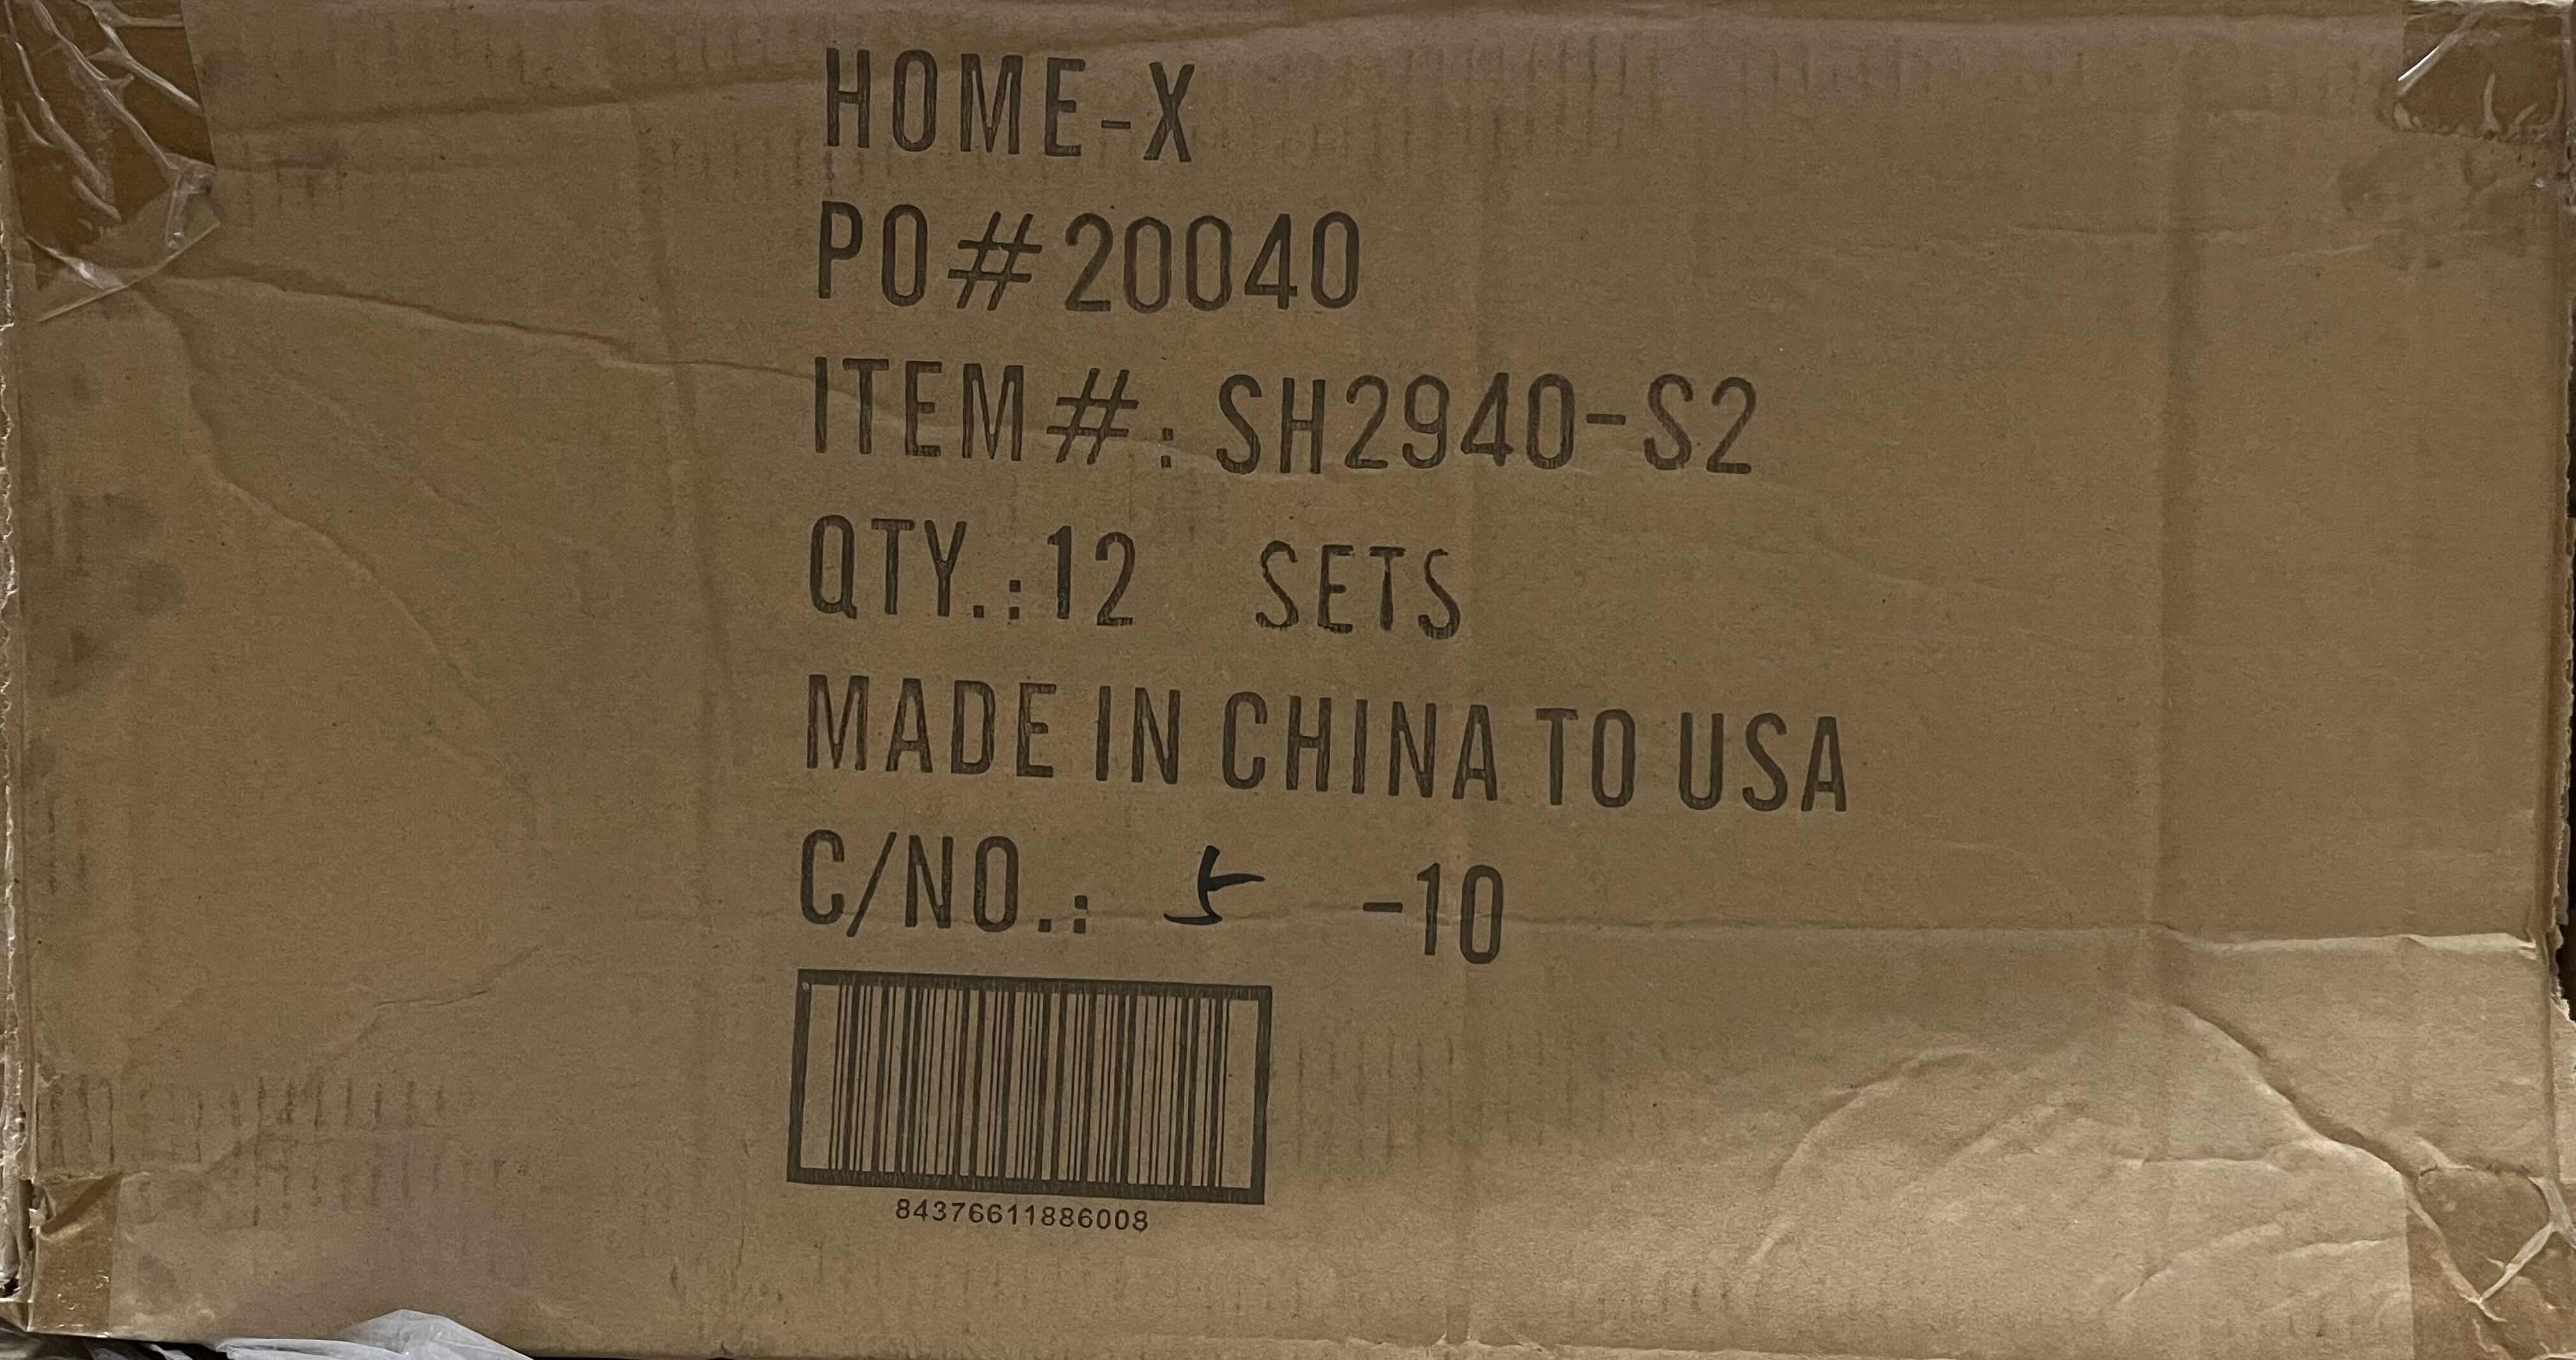 HOME-X
PO#20040
ITEM#: SH2940-S2
QTY.:12 SETS
MADE IN CHINA TO USA
C/NO.: 5 -10
84376611886008